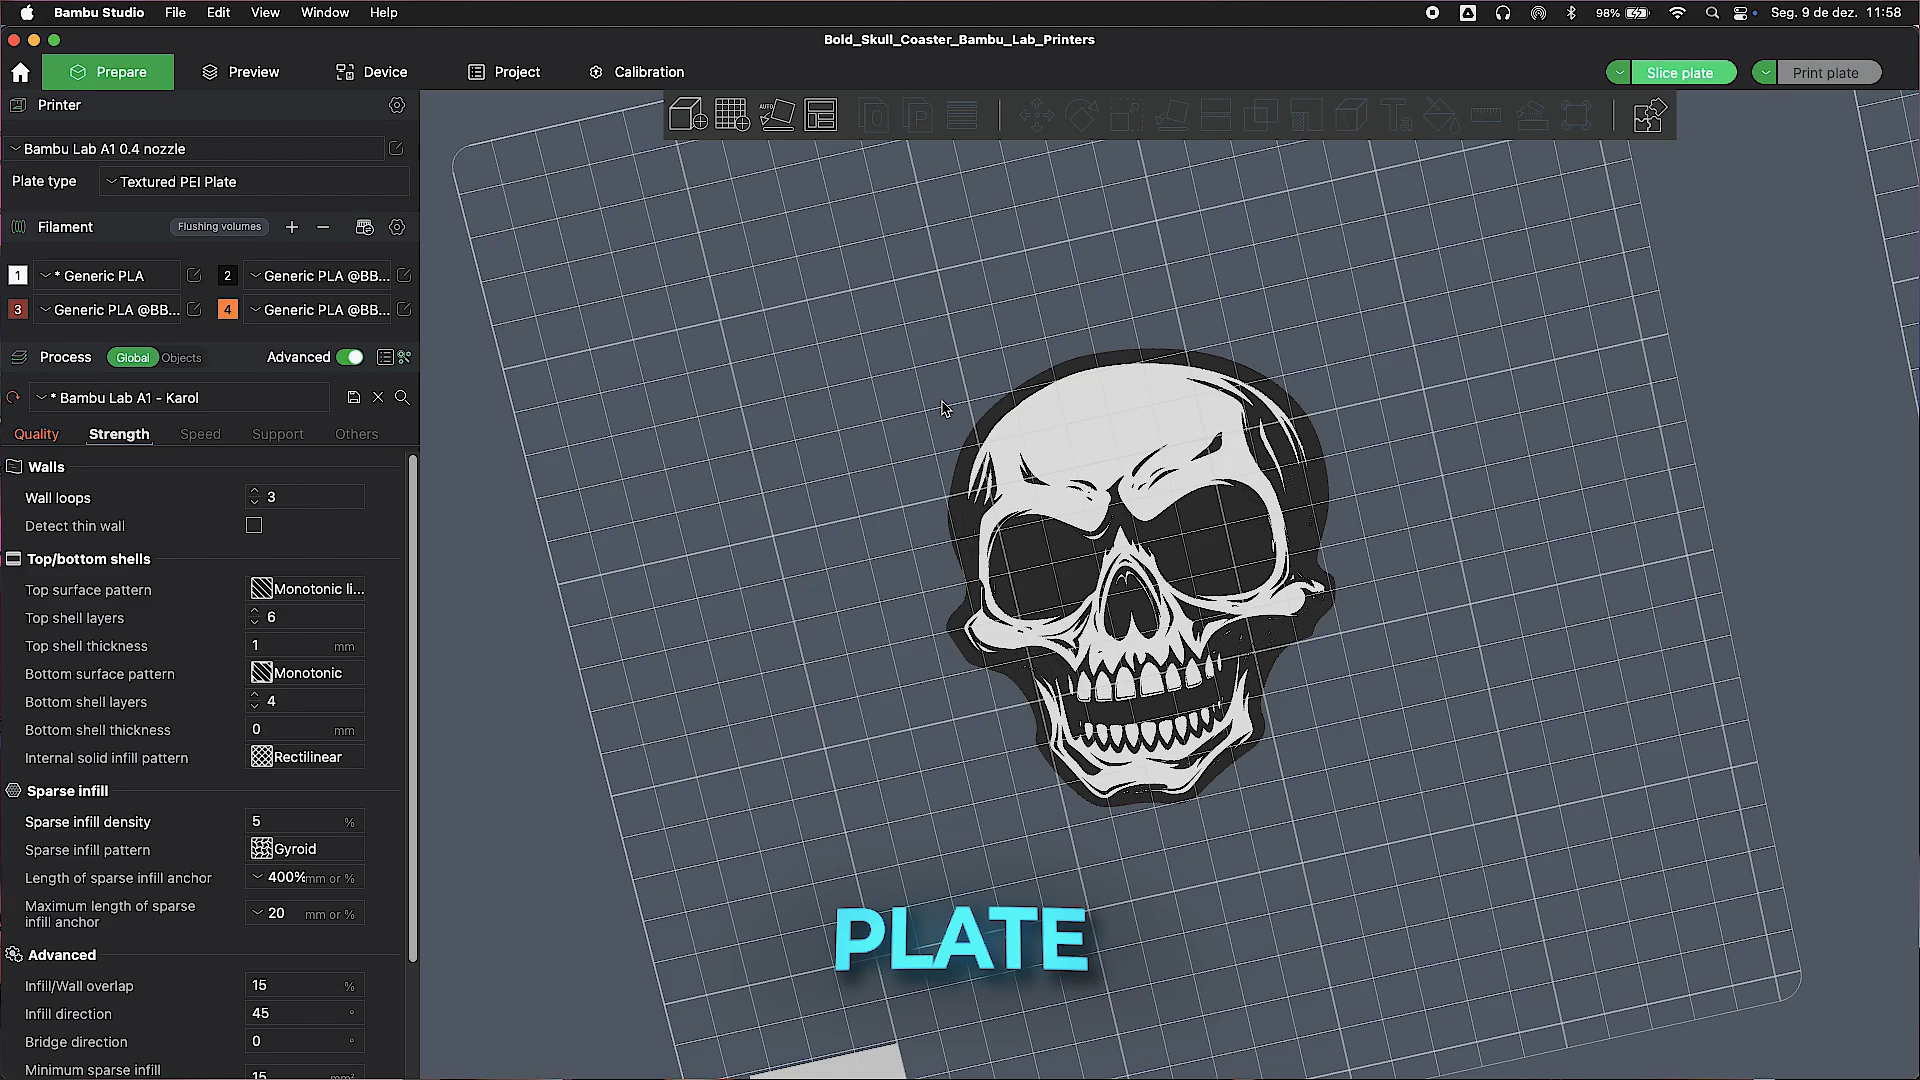 Bambu Studio File Edit View Window Help 98% Seg. 9 de dez. 11:58
Bold_Skull_Coaster_Bambu_Lab_Printers
Prepare Preview Device Project Calibration Slice plate Print plate
Printer
AUTO
Bambu Lab A1 0.4 nozzle
Plate type Textured PEI Plate
Filament Flushing volumes
1 * Generic PLA 2 Generic PLA @BB...
3 Generic PLA @BB... 4 Generic PLA @BB...
Process Global Objects Advanced
* Bambu Lab A1 - Karol
Quality Strength Speed Support Others
Walls
Wall loops 3
Detect thin wall
Top/bottom shells
Top surface pattern Monotonic li...
Top shell layers 6
Top shell thickness 1 mm
Bottom surface pattern Monotonic
Bottom shell layers 4
Bottom shell thickness 0 mm
Internal solid infill pattern Rectilinear
Sparse infill
Sparse infill density 5 %
Sparse infill pattern Gyroid
Length of sparse infill anchor 400% mm or %
Maximum length of sparse
infill anchor 20 mm or %
Advanced
Infill/Wall overlap 15 %
Infill direction 45 °
Bridge direction 0 °
Minimum sparse infill 15 mm²
PLATE